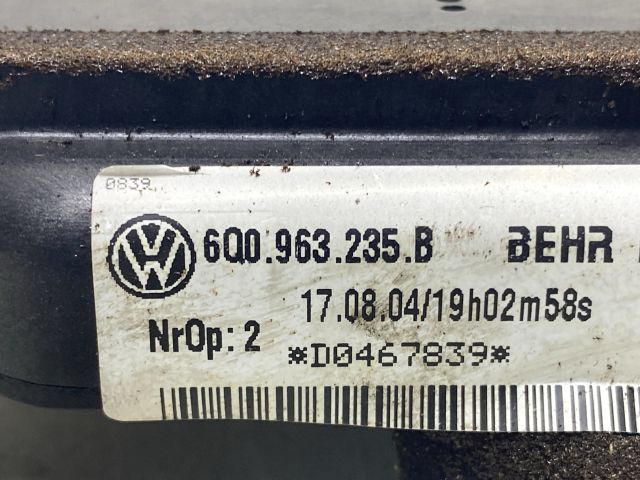 0839
6Q0.963.235.B BEHR
17.08.04/19h02m58s
NrOp: 2
*D0467839*